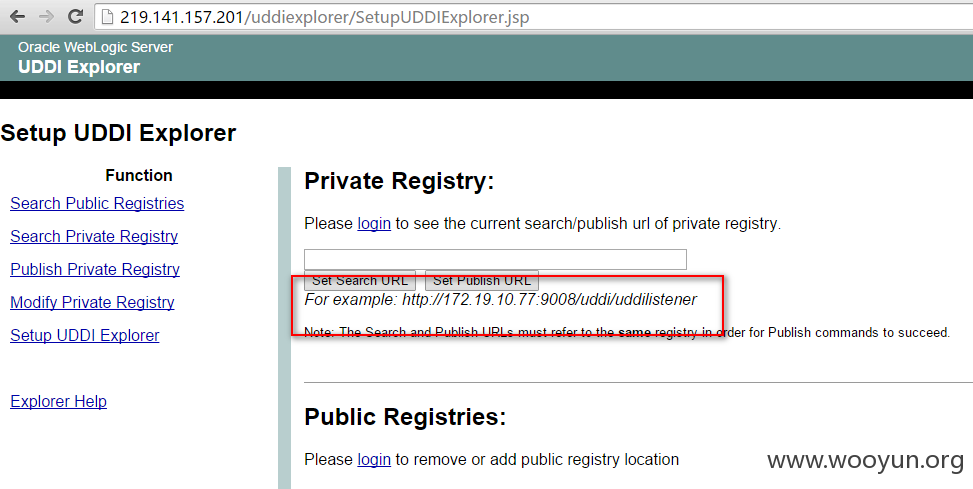 219.141.157.201/uddiexplorer/SetupUDDIExplorer.jsp
Oracle WebLogic Server
UDDI Explorer
Setup UDDI Explorer
Function
Search Public Registries
Search Private Registry
Publish Private Registry
Modify Private Registry
Setup UDDI Explorer
Explorer Help
Private Registry:
Please login to see the current search/publish url of private registry.
Set Search URL Set Publish URL
For example: http://172.19.10.77:9008/uddi/uddilistener
Note: The Search and Publish URLs must refer to the same registry in order for Publish commands to succeed.
Public Registries:
Please login to remove or add public registry location
www.wooyun.org